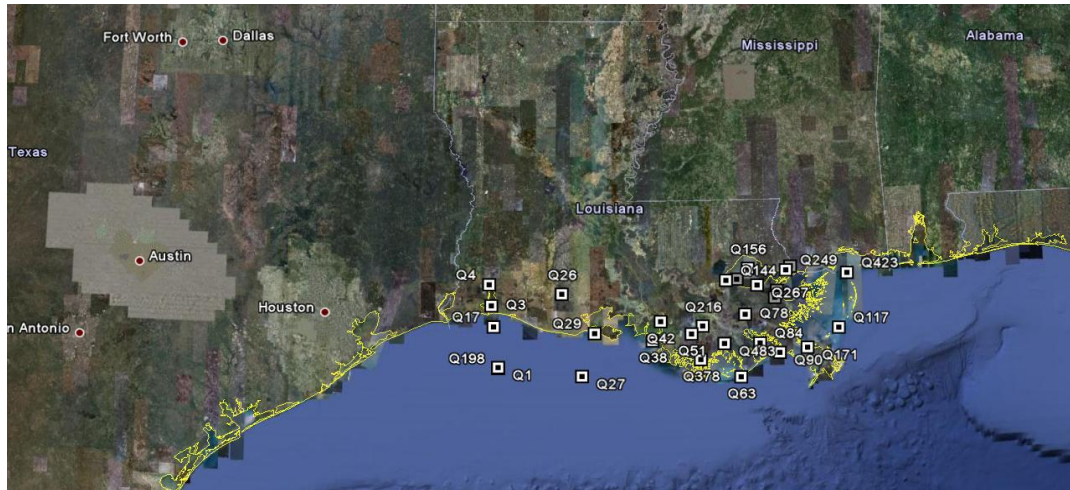 Fort Worth
Dallas
Mississippi
Alabama
Texas
Louisiana
Austin
Houston
n Antonio
Q156
Q4
Q26
Q144
Q249
Q423
Q3
Q267
Q17
Q216
Q78
Q117
Q29
Q42
Q84
Q198
Q38
Q51
Q483
Q171
Q90
Q1
Q27
Q378
Q63